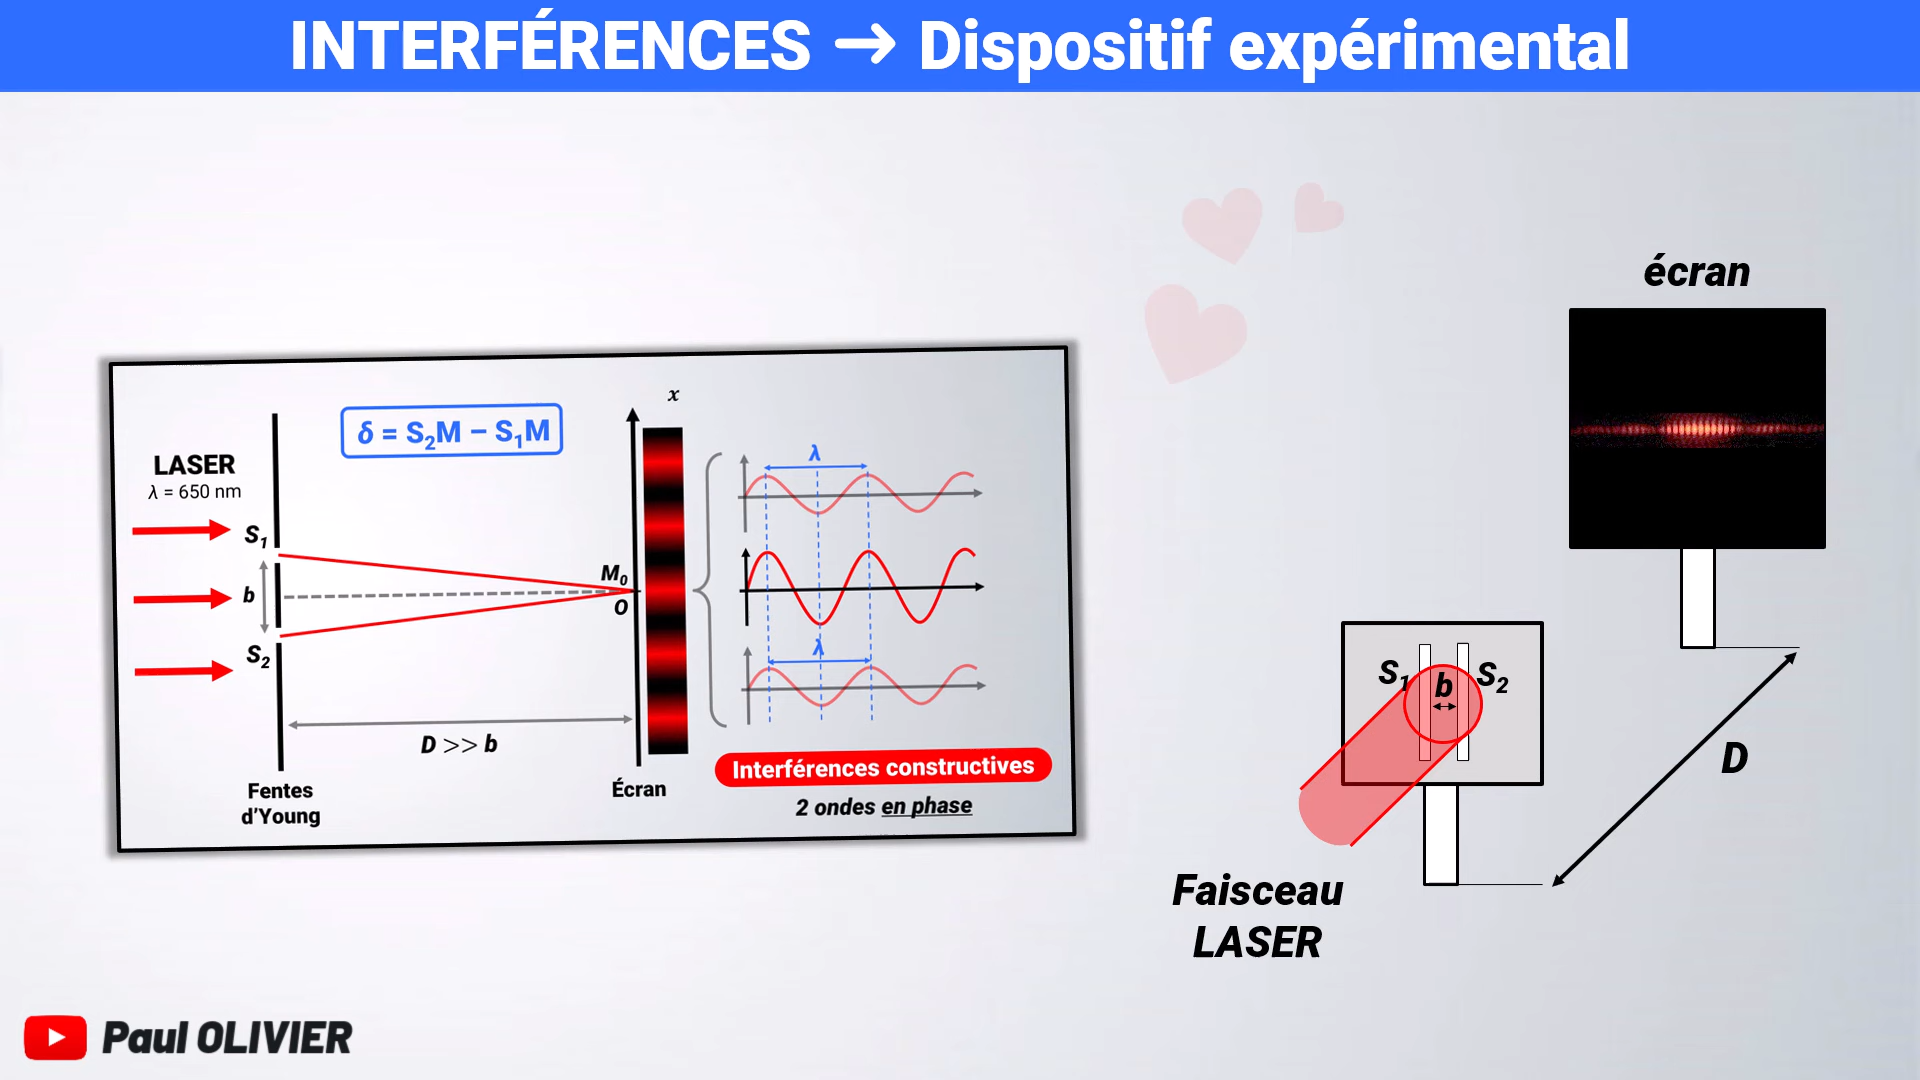 INTERFÉRENCES → Dispositif expérimental
écran
x
δ = S₂M − S₁M
LASER
λ = 650 nm
S₁
b
S₂
M₀
O
D >> b
Fentes
d'Young
Écran
λ
λ
Interférences constructives
2 ondes en phase
S₁
b
S₂
D
Faisceau
LASER
Paul OLIVIER